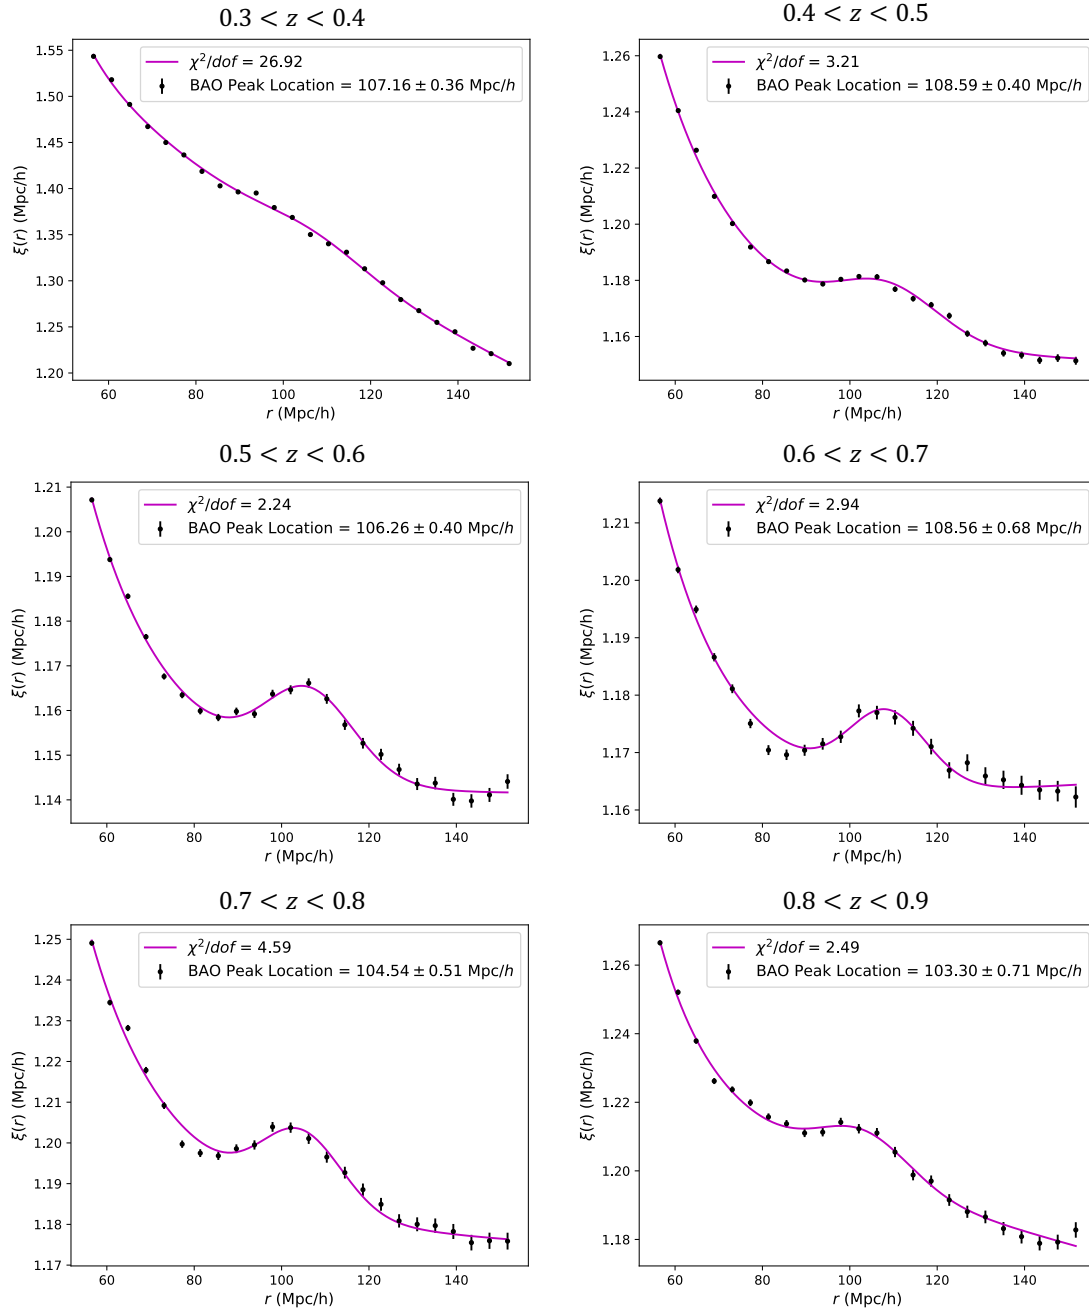 0.3 < z < 0.4
χ²/dof = 26.92
BAO Peak Location = 107.16 ± 0.36 Mpc/h
ξ(r) (Mpc/h)
1.55
1.50
1.45
1.40
1.35
1.30
1.25
1.20
60 80 100 120 140
r (Mpc/h)
0.4 < z < 0.5
χ²/dof = 3.21
BAO Peak Location = 108.59 ± 0.40 Mpc/h
ξ(r) (Mpc/h)
1.26
1.24
1.22
1.20
1.18
1.16
60 80 100 120 140
r (Mpc/h)
0.5 < z < 0.6
χ²/dof = 2.24
BAO Peak Location = 106.26 ± 0.40 Mpc/h
ξ(r) (Mpc/h)
1.21
1.20
1.19
1.18
1.17
1.16
1.15
1.14
60 80 100 120 140
r (Mpc/h)
0.6 < z < 0.7
χ²/dof = 2.94
BAO Peak Location = 108.56 ± 0.68 Mpc/h
ξ(r) (Mpc/h)
1.21
1.20
1.19
1.18
1.17
1.16
60 80 100 120 140
r (Mpc/h)
0.7 < z < 0.8
χ²/dof = 4.59
BAO Peak Location = 104.54 ± 0.51 Mpc/h
ξ(r) (Mpc/h)
1.25
1.24
1.23
1.22
1.21
1.20
1.19
1.18
1.17
60 80 100 120 140
r (Mpc/h)
0.8 < z < 0.9
χ²/dof = 2.49
BAO Peak Location = 103.30 ± 0.71 Mpc/h
ξ(r) (Mpc/h)
1.26
1.24
1.22
1.20
1.18
60 80 100 120 140
r (Mpc/h)